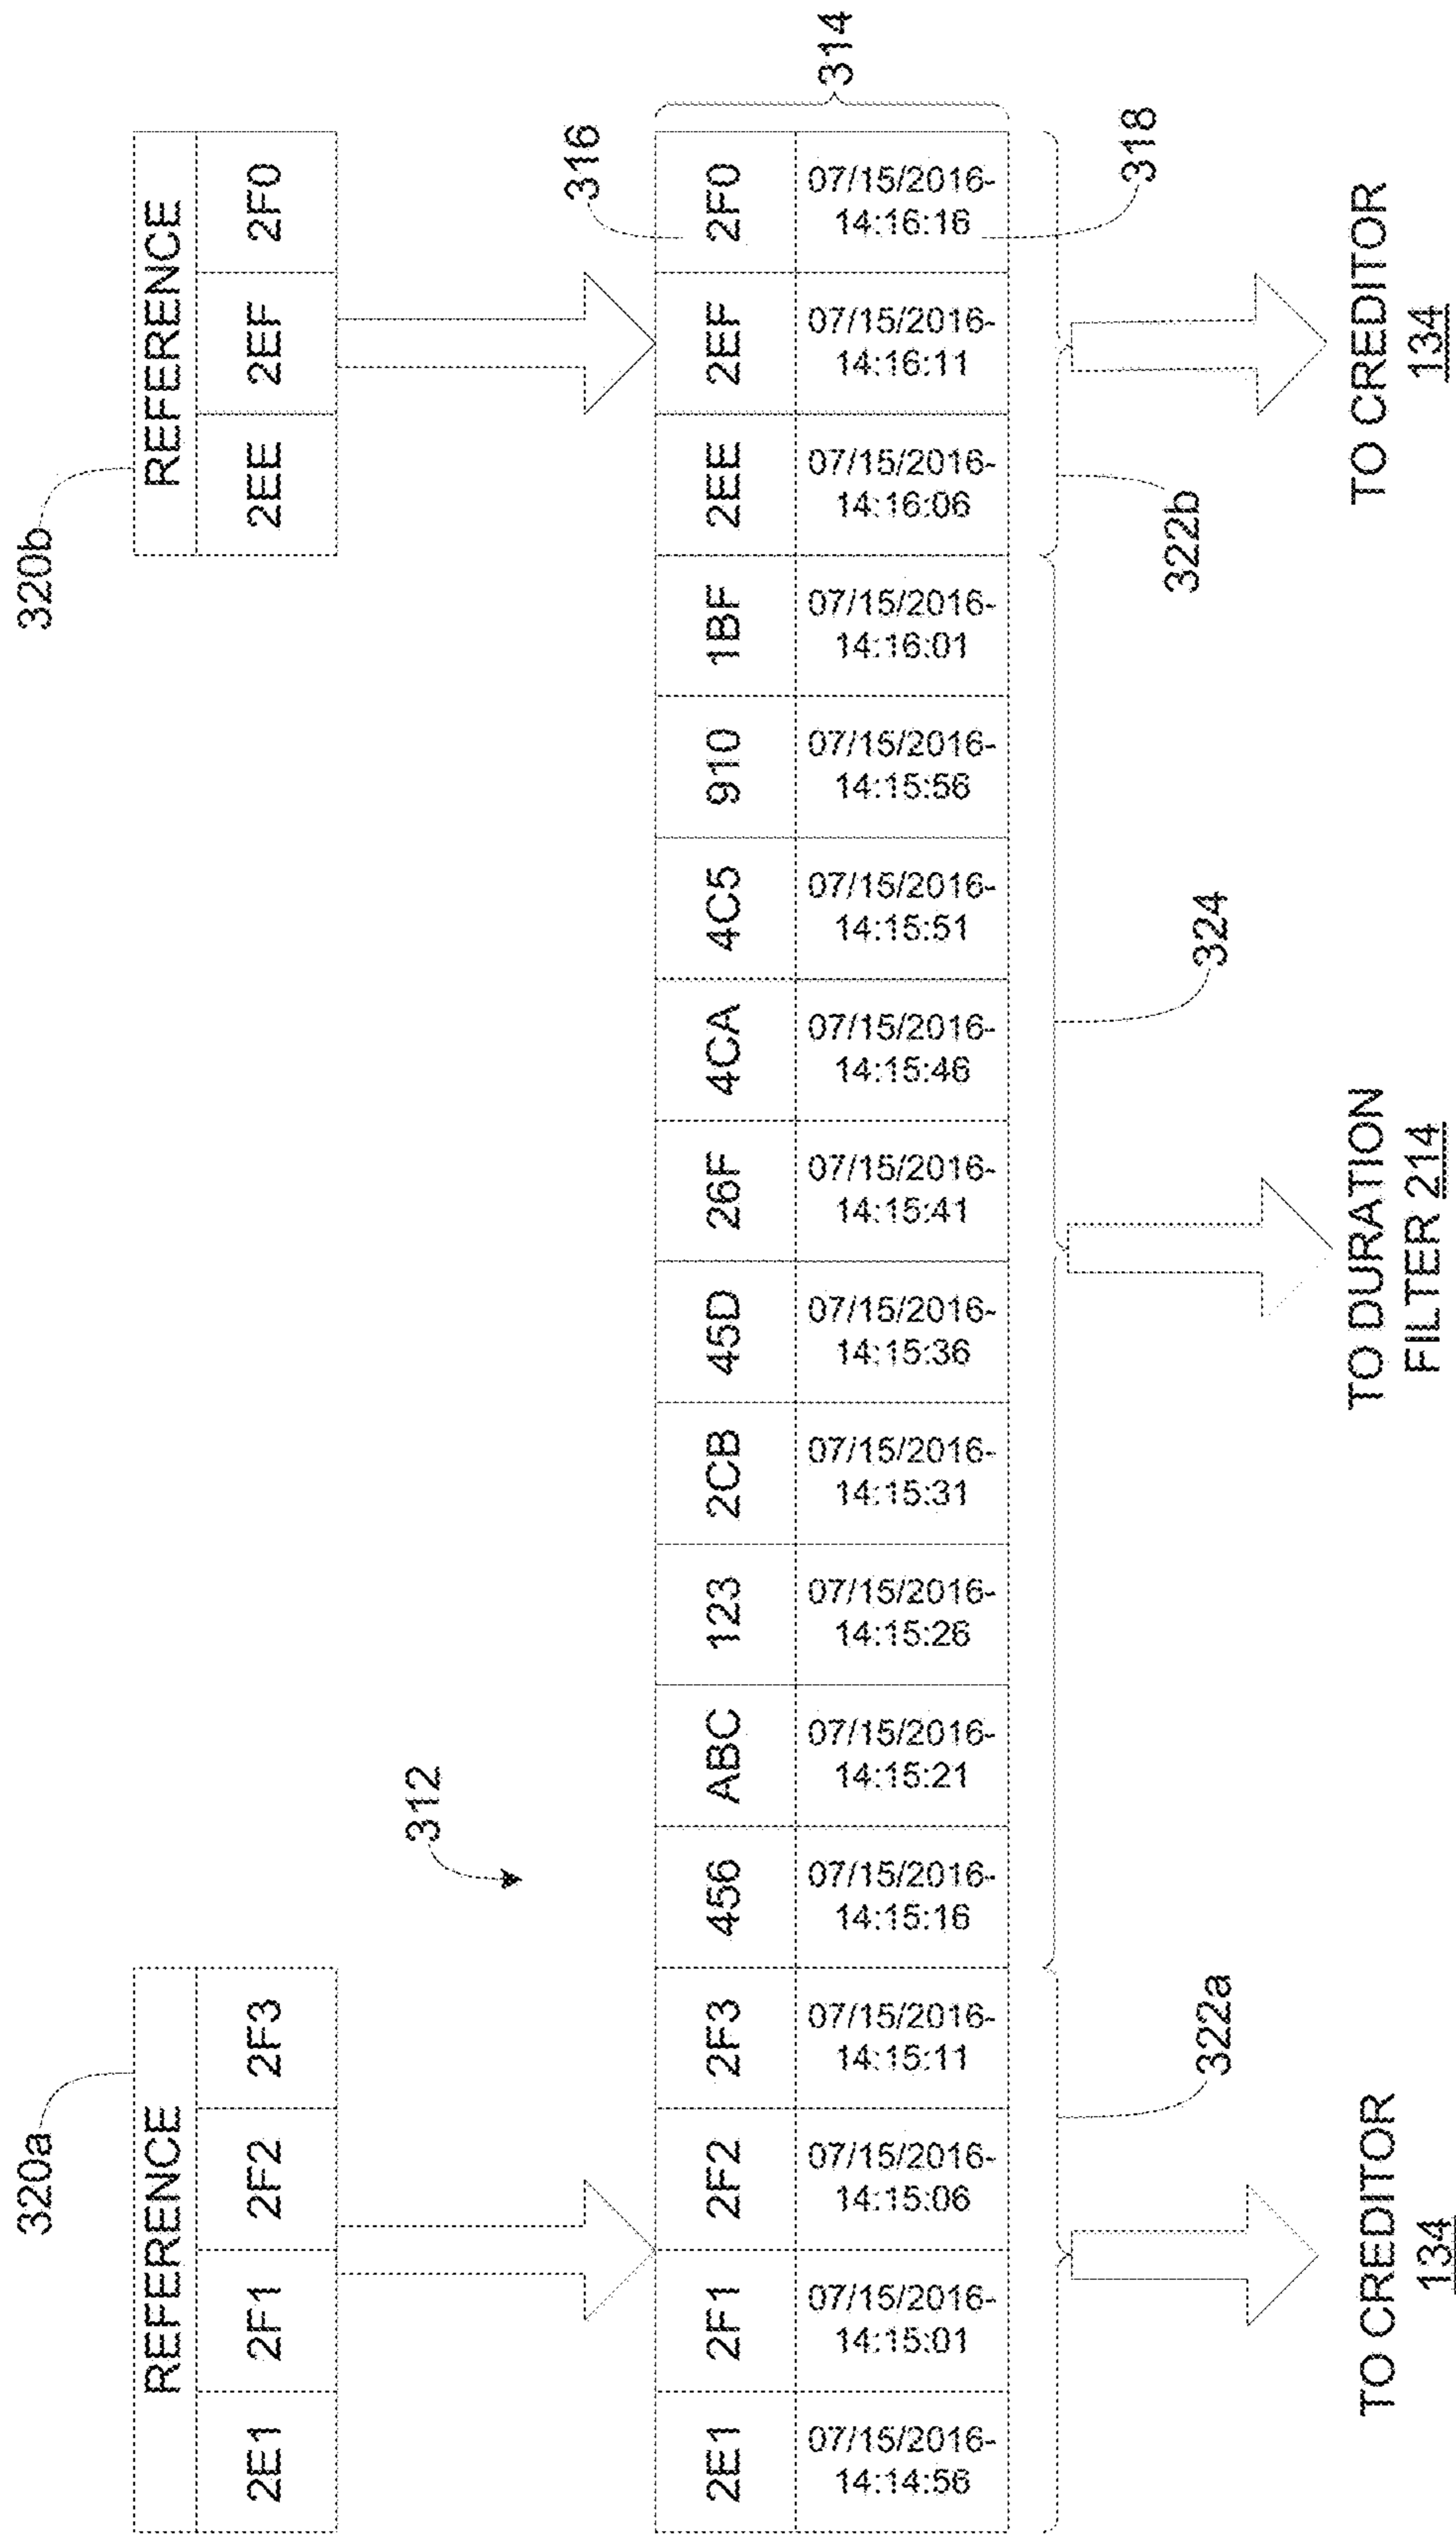 320a
320b
REFERENCE
2E1 2F1 2F2 2F3
REFERENCE
2EE 2EF 2F0
312
316
314
2E1 2F1 2F2 2F3 456 ABC 123 2CB 45D 26F 4CA 4C5 910 1BF 2EE 2EF 2F0
07/15/2016- 07/15/2016- 07/15/2016- 07/15/2016- 07/15/2016- 07/15/2016- 07/15/2016- 07/15/2016- 07/15/2016- 07/15/2016- 07/15/2016- 07/15/2016- 07/15/2016- 07/15/2016- 07/15/2016- 07/15/2016- 07/15/2016-
14:14:56 14:15:01 14:15:06 14:15:11 14:15:16 14:15:21 14:15:26 14:15:31 14:15:36 14:15:41 14:15:46 14:15:51 14:15:56 14:16:01 14:16:06 14:16:11 14:16:16
318
322a
324
322b
TO CREDITOR
134
TO DURATION
FILTER 214
TO CREDITOR
134